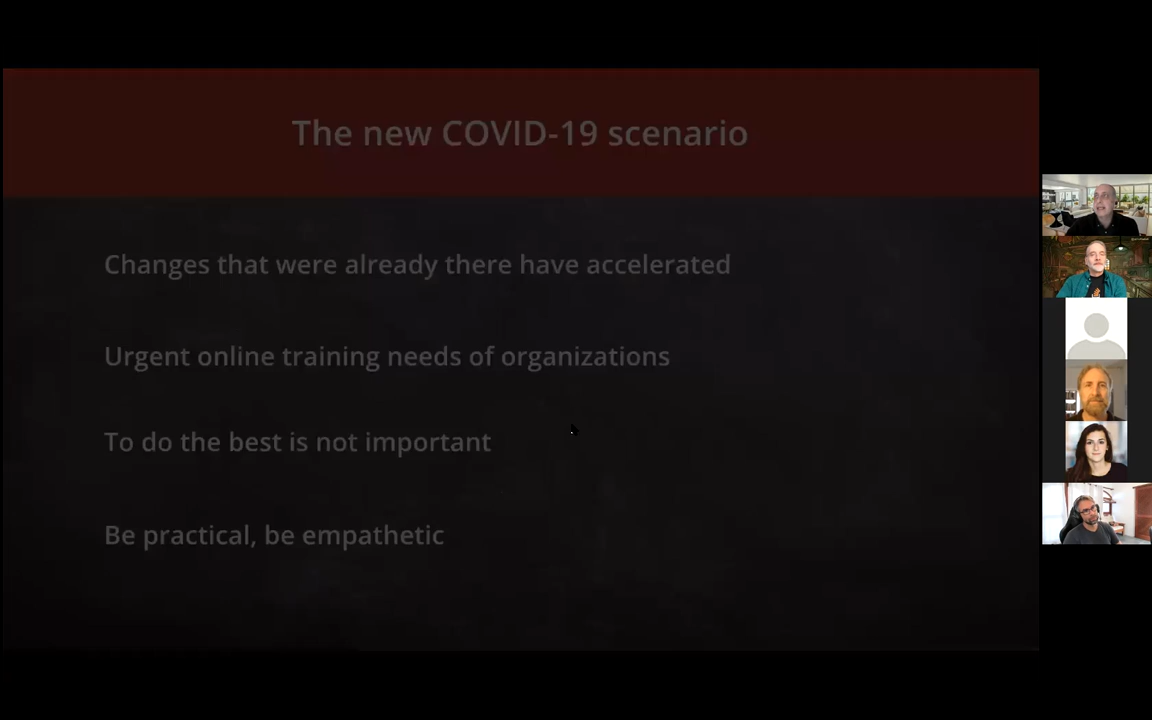 The new COVID-19 scenario
Changes that were already there have accelerated
Urgent online training needs of organizations
To do the best is not important
Be practical, be empathetic